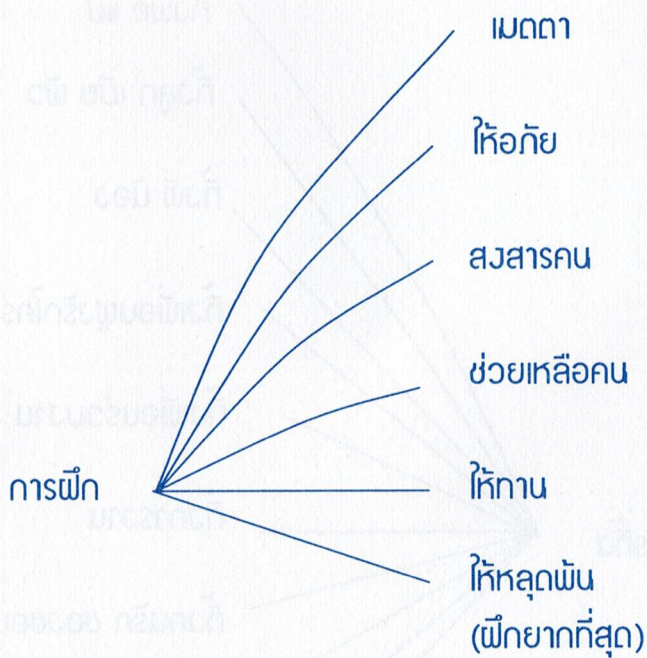 เมตตา
ให้อภัย
สงสารคน
ช่วยเหลือคน
การฝึก
ให้ทาน
ให้หลุดพ้น
(ฝึกยากที่สุด)